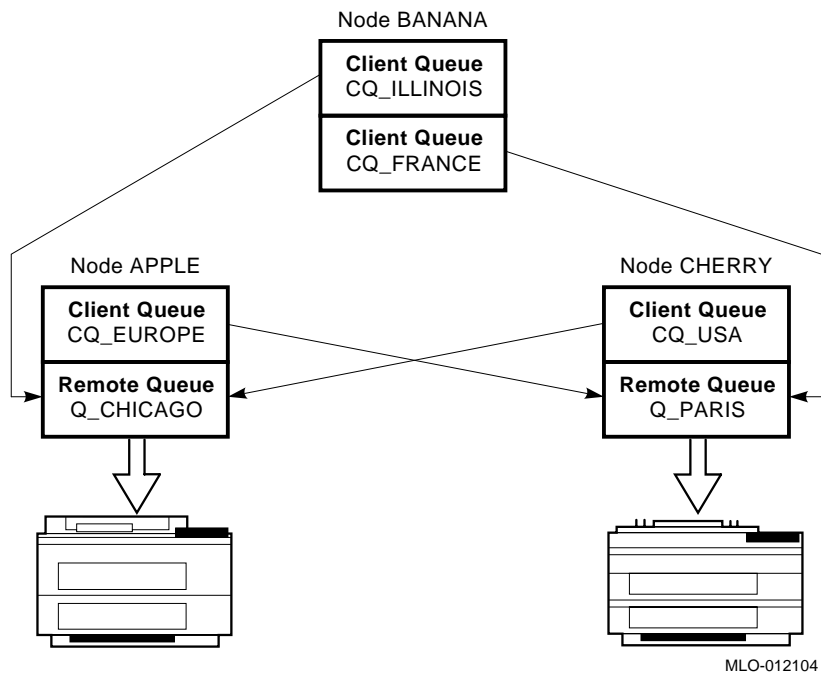 Node BANANA
Client Queue
CQ_ILLINOIS
Client Queue
CQ_FRANCE
Node APPLE
Client Queue
CQ_EUROPE
Remote Queue
Q_CHICAGO
Node CHERRY
Client Queue
CQ_USA
Remote Queue
Q_PARIS
MLO-012104